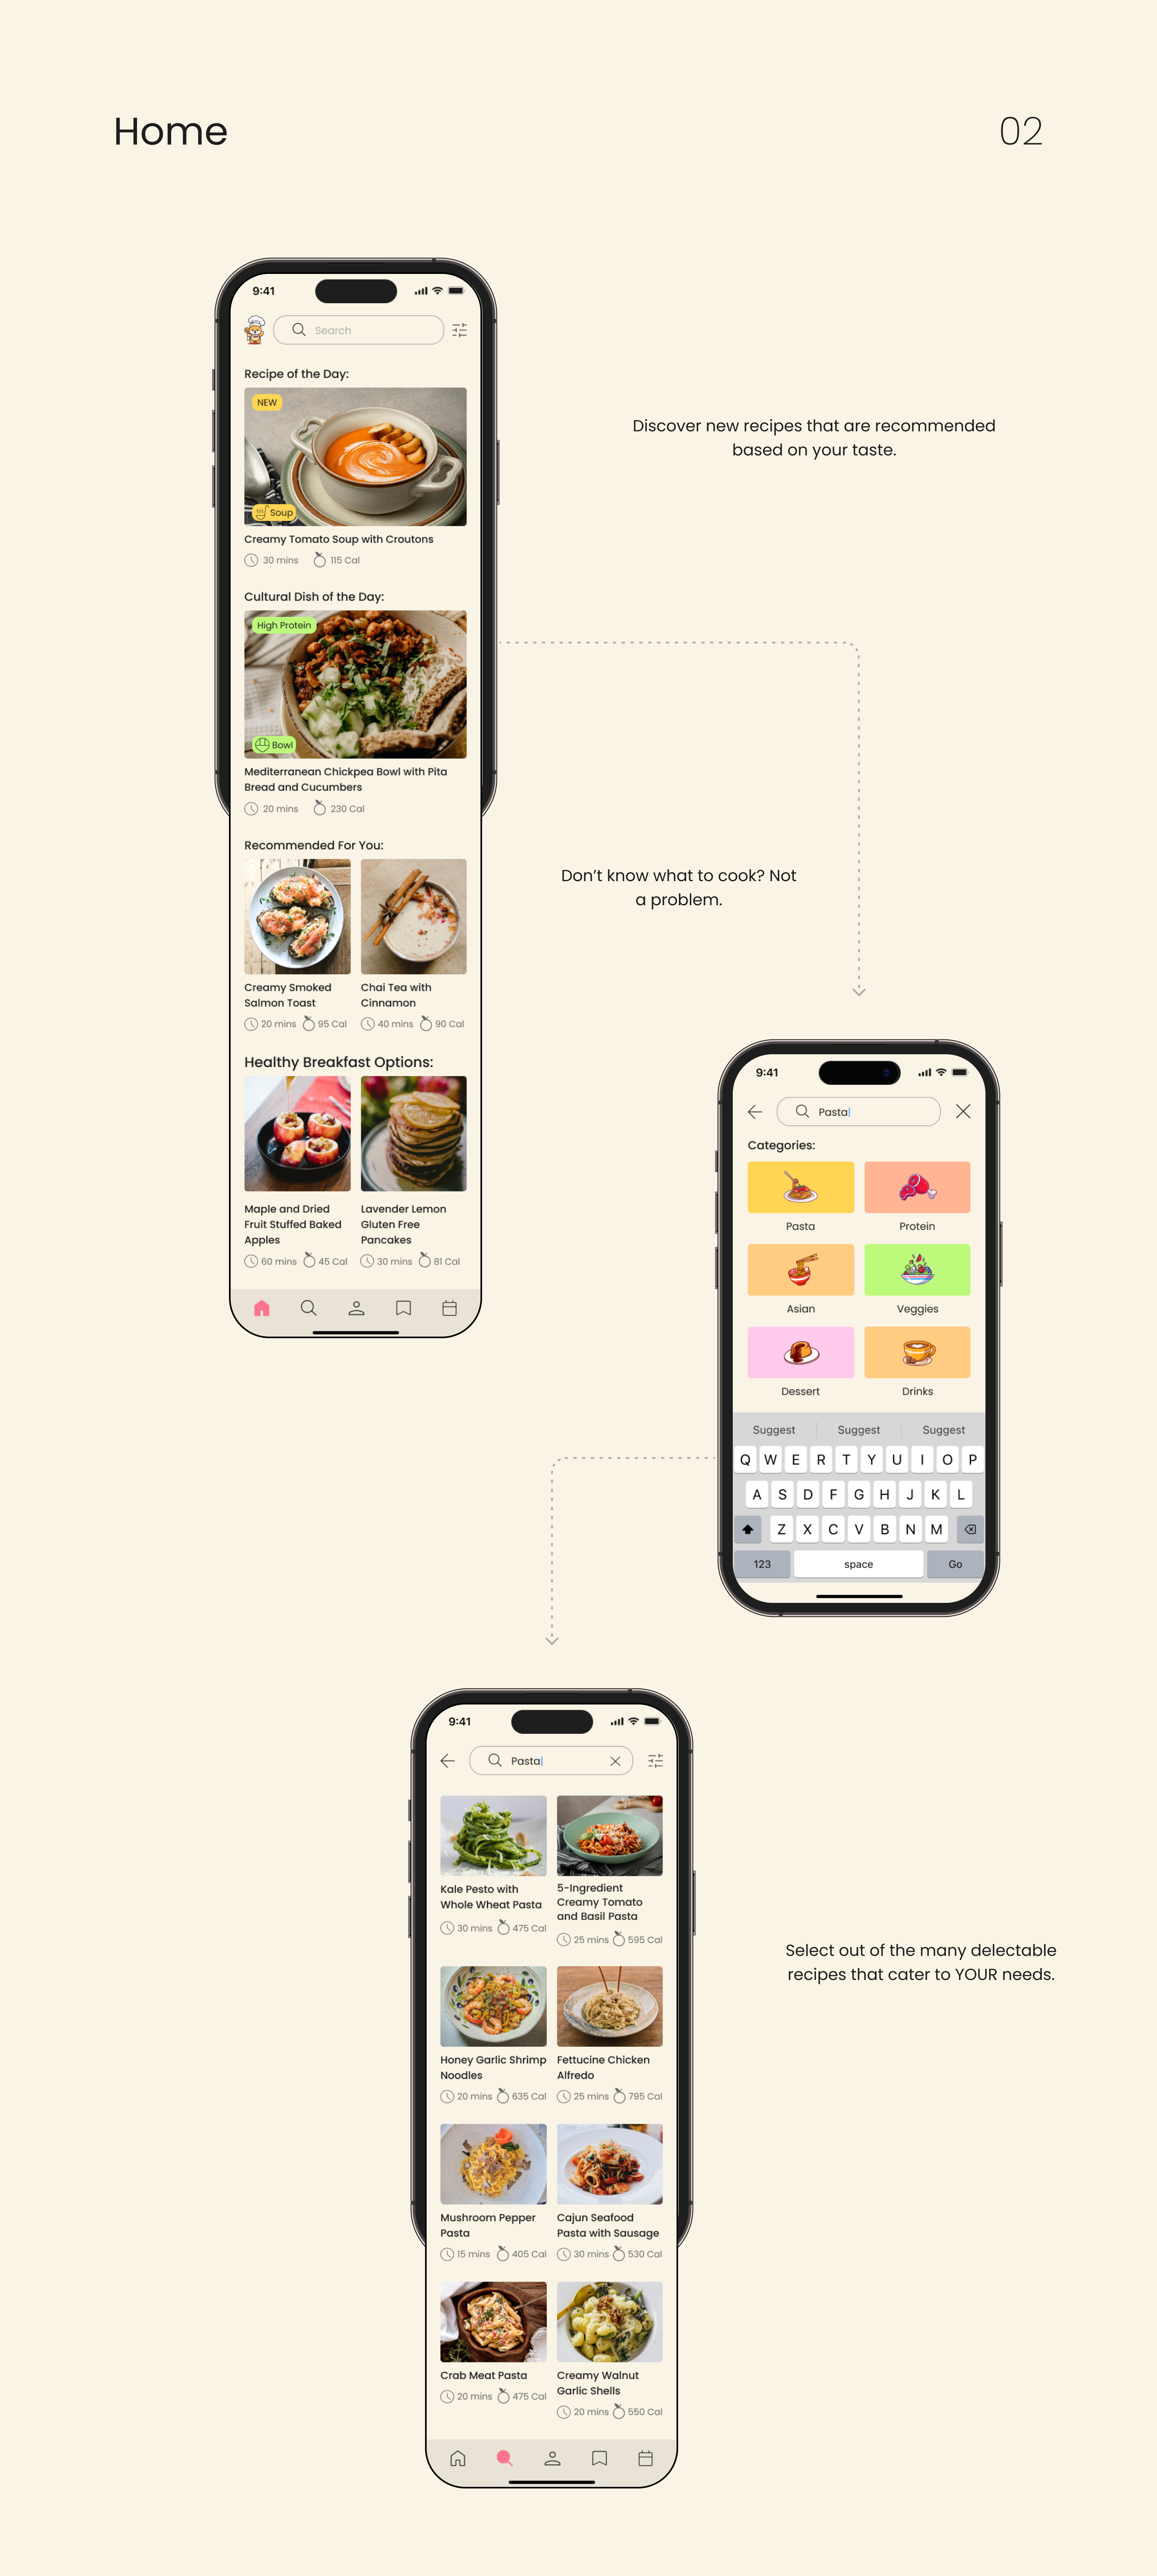 Home
02
9:41
Search
Recipe of the Day:
NEW
Soup
Creamy Tomato Soup with Croutons
30 mins 115 Cal
Cultural Dish of the Day:
High Protein
Bowl
Mediterranean Chickpea Bowl with Pita
Bread and Cucumbers
20 mins 230 Cal
Recommended For You:
Creamy Smoked
Salmon Toast
20 mins 95 Cal
Chai Tea with
Cinnamon
40 mins 90 Cal
Healthy Breakfast Options:
Maple and Dried
Fruit Stuffed Baked
Apples
60 mins 45 Cal
Lavender Lemon
Gluten Free
Pancakes
30 mins 81 Cal
Discover new recipes that are recommended
based on your taste.
Don’t know what to cook? Not
a problem.
9:41
Pasta
Categories:
Pasta
Protein
Asian
Veggies
Dessert
Drinks
Suggest Suggest Suggest
Q W E R T Y U I O P
A S D F G H J K L
Z X C V B N M
123 space Go
9:41
Pasta
Kale Pesto with
Whole Wheat Pasta
30 mins 475 Cal
5-Ingredient
Creamy Tomato
and Basil Pasta
25 mins 595 Cal
Honey Garlic Shrimp
Noodles
20 mins 635 Cal
Fettucine Chicken
Alfredo
25 mins 795 Cal
Mushroom Pepper
Pasta
15 mins 405 Cal
Cajun Seafood
Pasta with Sausage
30 mins 530 Cal
Crab Meat Pasta
20 mins 475 Cal
Creamy Walnut
Garlic Shells
20 mins 550 Cal
Select out of the many delectable
recipes that cater to YOUR needs.